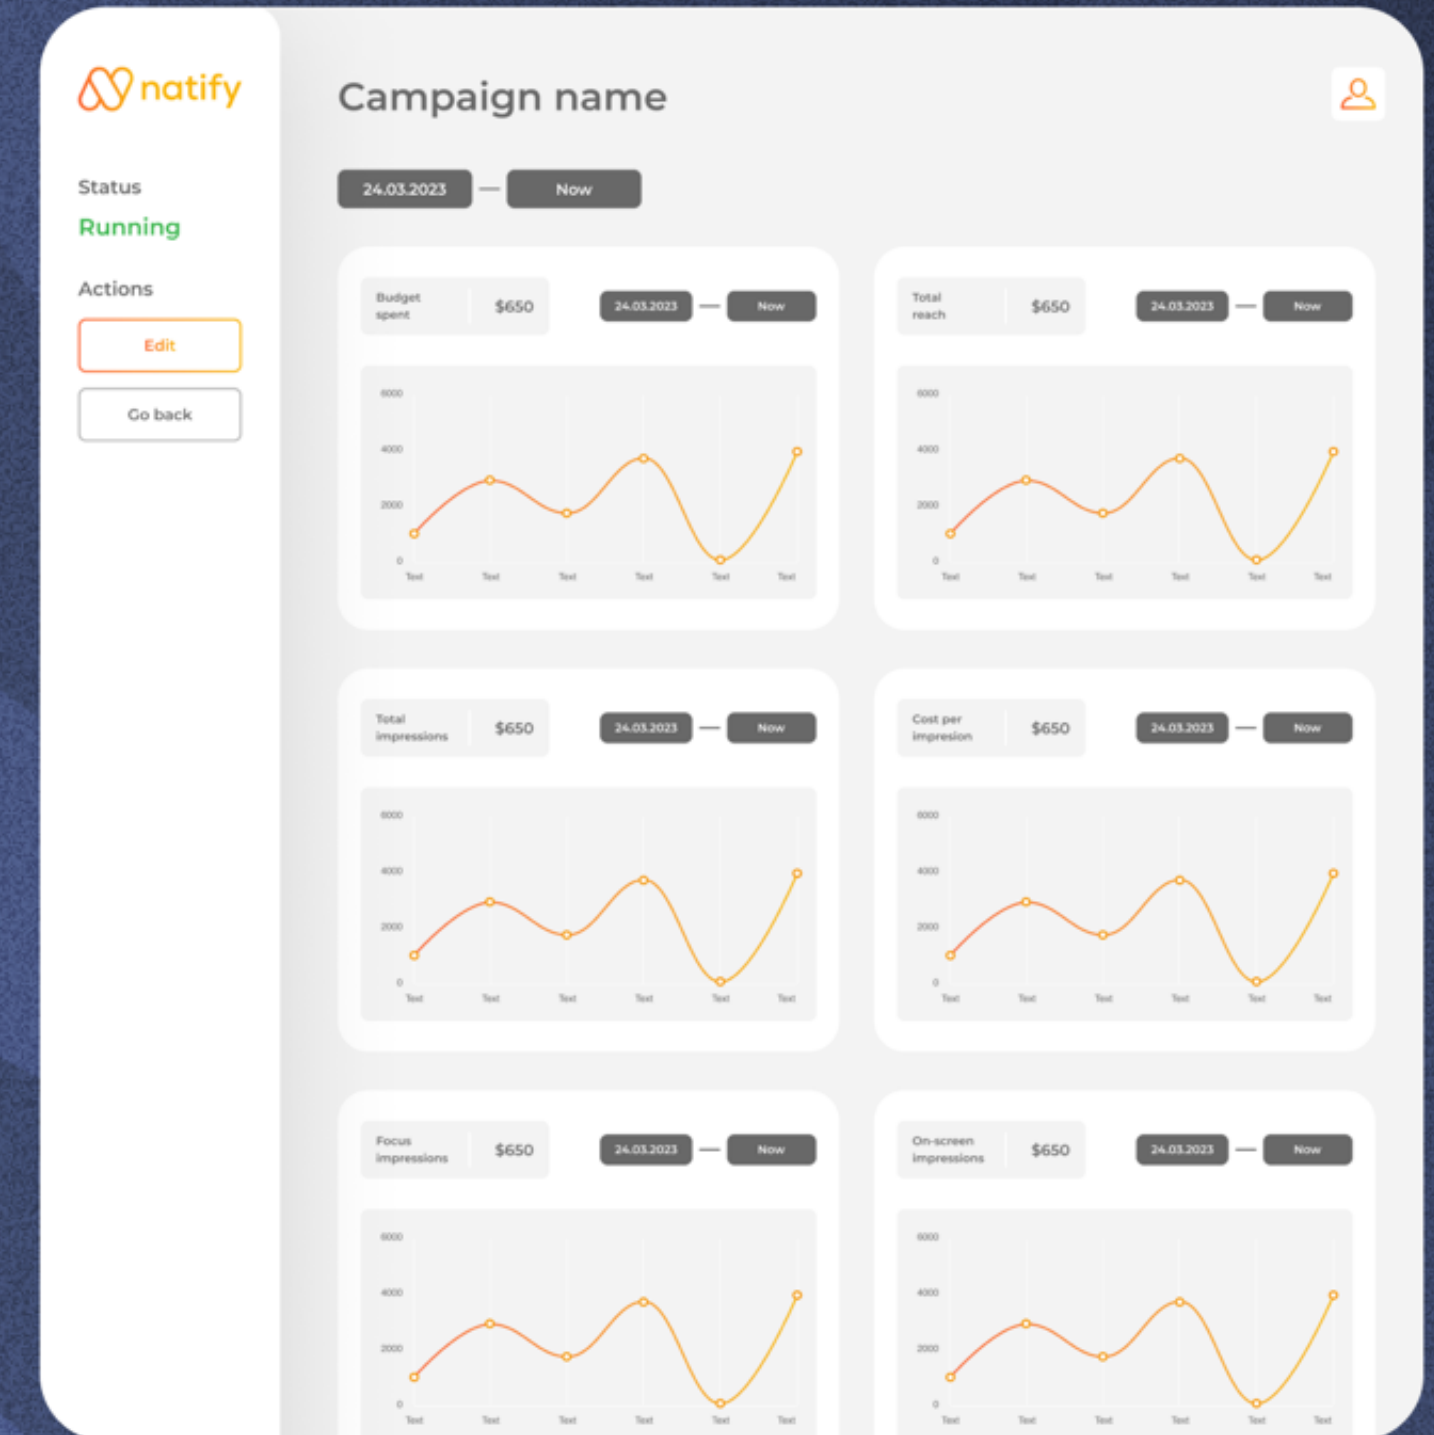 natify
Campaign name
Status
Running
Actions
Edit
Go back
24.03.2023 — Now
Budget
spent
$650
24.03.2023 — Now
6000
4000
2000
0
Text Text Text Text Text Text
Total
reach
$650
24.03.2023 — Now
6000
4000
2000
0
Text Text Text Text Text Text
Total
impressions
$650
24.03.2023 — Now
6000
4000
2000
0
Text Text Text Text Text Text
Cost per
impresion
$650
24.03.2023 — Now
6000
4000
2000
0
Text Text Text Text Text Text
Focus
impressions
$650
24.03.2023 — Now
6000
4000
2000
0
Text Text Text Text Text Text
On-screen
impressions
$650
24.03.2023 — Now
6000
4000
2000
0
Text Text Text Text Text Text